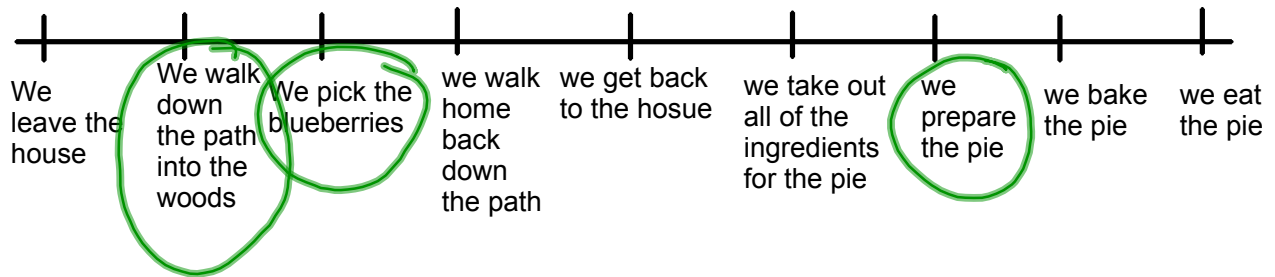 We
leave the
house
We walk
down
the path
into the
woods
We pick the
blueberries
we walk
home
back
down
the path
we get back
to the hosue
we take out
all of the
ingredients
for the pie
we
prepare
the pie
we bake
the pie
we eat
the pie